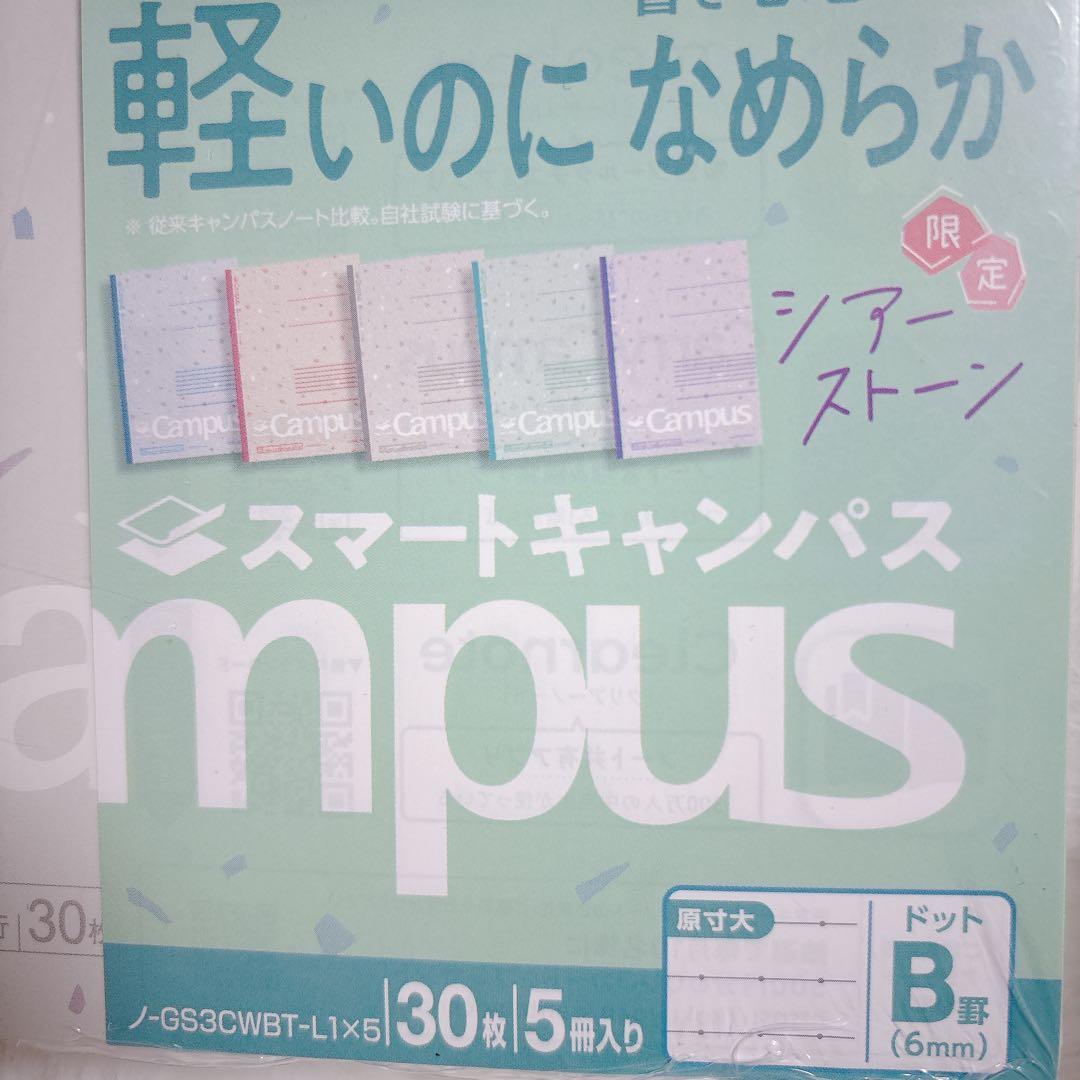 軽いのに なめらか
※ 従来キャンパスノート比較。自社試験に基づく。
限定
シアー
ストーン
Campus
Campus
Campus
Campus
Campus
スマートキャンパス
mpus
30枚
原寸大
ドット
B罫
(6mm)
ノ-GS3CWBT-L1×5
30枚
5冊入り